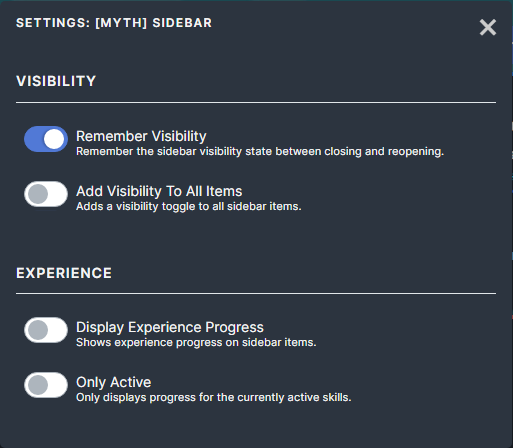 SETTINGS: [MYTH] SIDEBAR
VISIBILITY
Remember Visibility
Remember the sidebar visibility state between closing and reopening.
Add Visibility To All Items
Adds a visibility toggle to all sidebar items.
EXPERIENCE
Display Experience Progress
Shows experience progress on sidebar items.
Only Active
Only displays progress for the currently active skills.